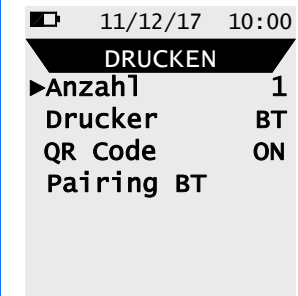 11/12/17 10:00
DRUCKEN
►Anzahl 1
Drucker BT
QR Code ON
Pairing BT